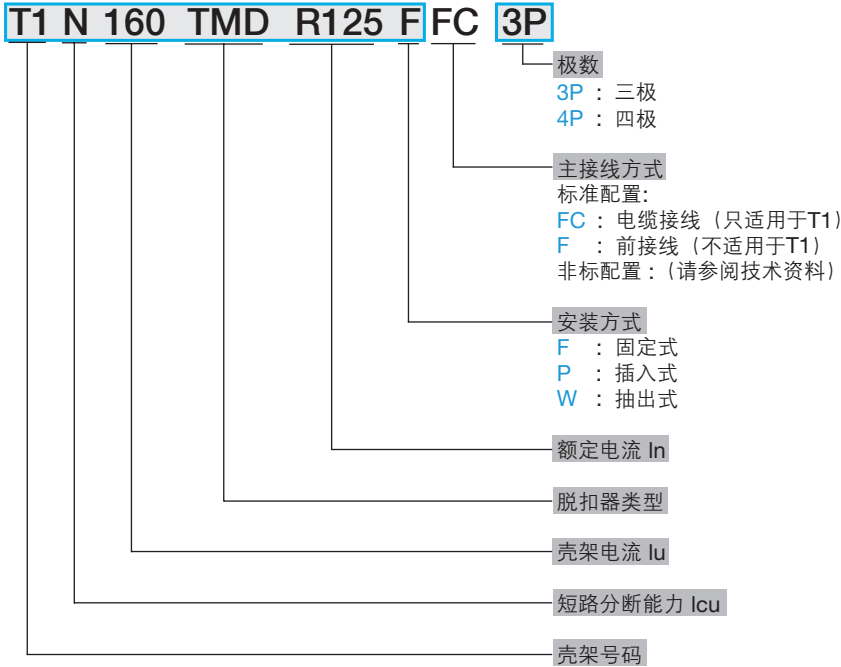 T1 N 160 TMD R125 F FC 3P
极数
3P : 三极
4P : 四极
主接线方式
标准配置:
FC : 电缆接线（只适用于T1）
F : 前接线（不适用于T1）
非标配置 :（请参阅技术资料）
安装方式
F : 固定式
P : 插入式
W : 抽出式
额定电流 In
脱扣器类型
壳架电流 Iu
短路分断能力 Icu
壳架号码